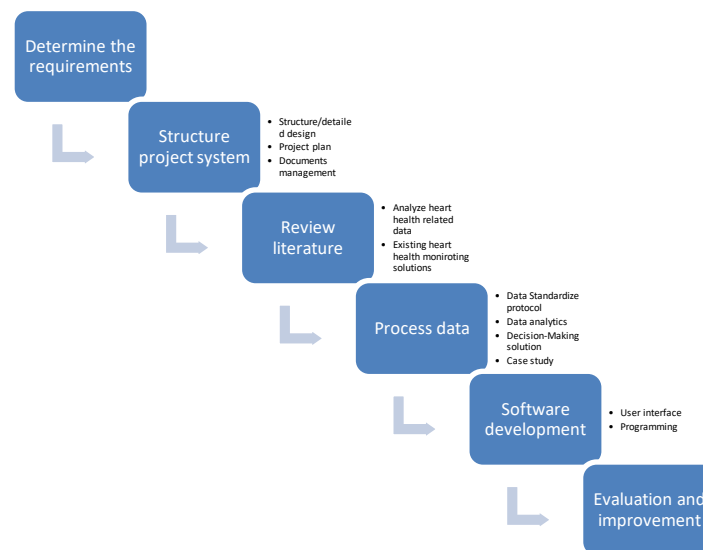 Determine the
requirements
Structure
project system
• Structure/detaile
d design
• Project plan
• Documents
management
Review
literature
• Analyze heart
health related
data
• Existing heart
health moniroting
solutions
Process data
• Data Standardize
protocol
• Data analytics
• Decision-Making
solution
• Case study
Software
development
• User interface
• Programming
Evaluation and
improvement